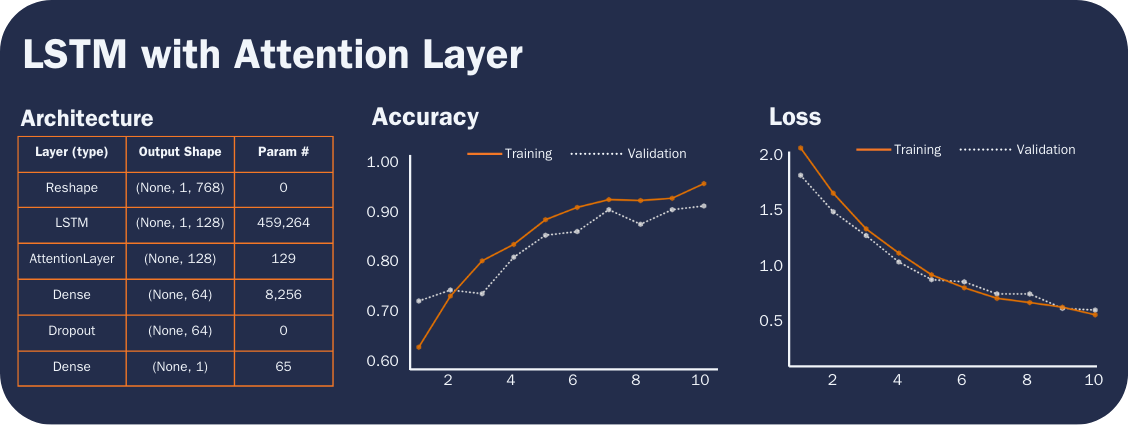 LSTM with Attention Layer
Architecture
Layer (type) Output Shape Param #
Reshape (None, 1, 768) 0
LSTM (None, 1, 128) 459,264
AttentionLayer (None, 128) 129
Dense (None, 64) 8,256
Dropout (None, 64) 0
Dense (None, 1) 65
Accuracy
Training Validation
1.00
0.90
0.80
0.70
0.60
2 4 6 8 10
Loss
Training Validation
2.0
1.5
1.0
0.5
2 4 6 8 10